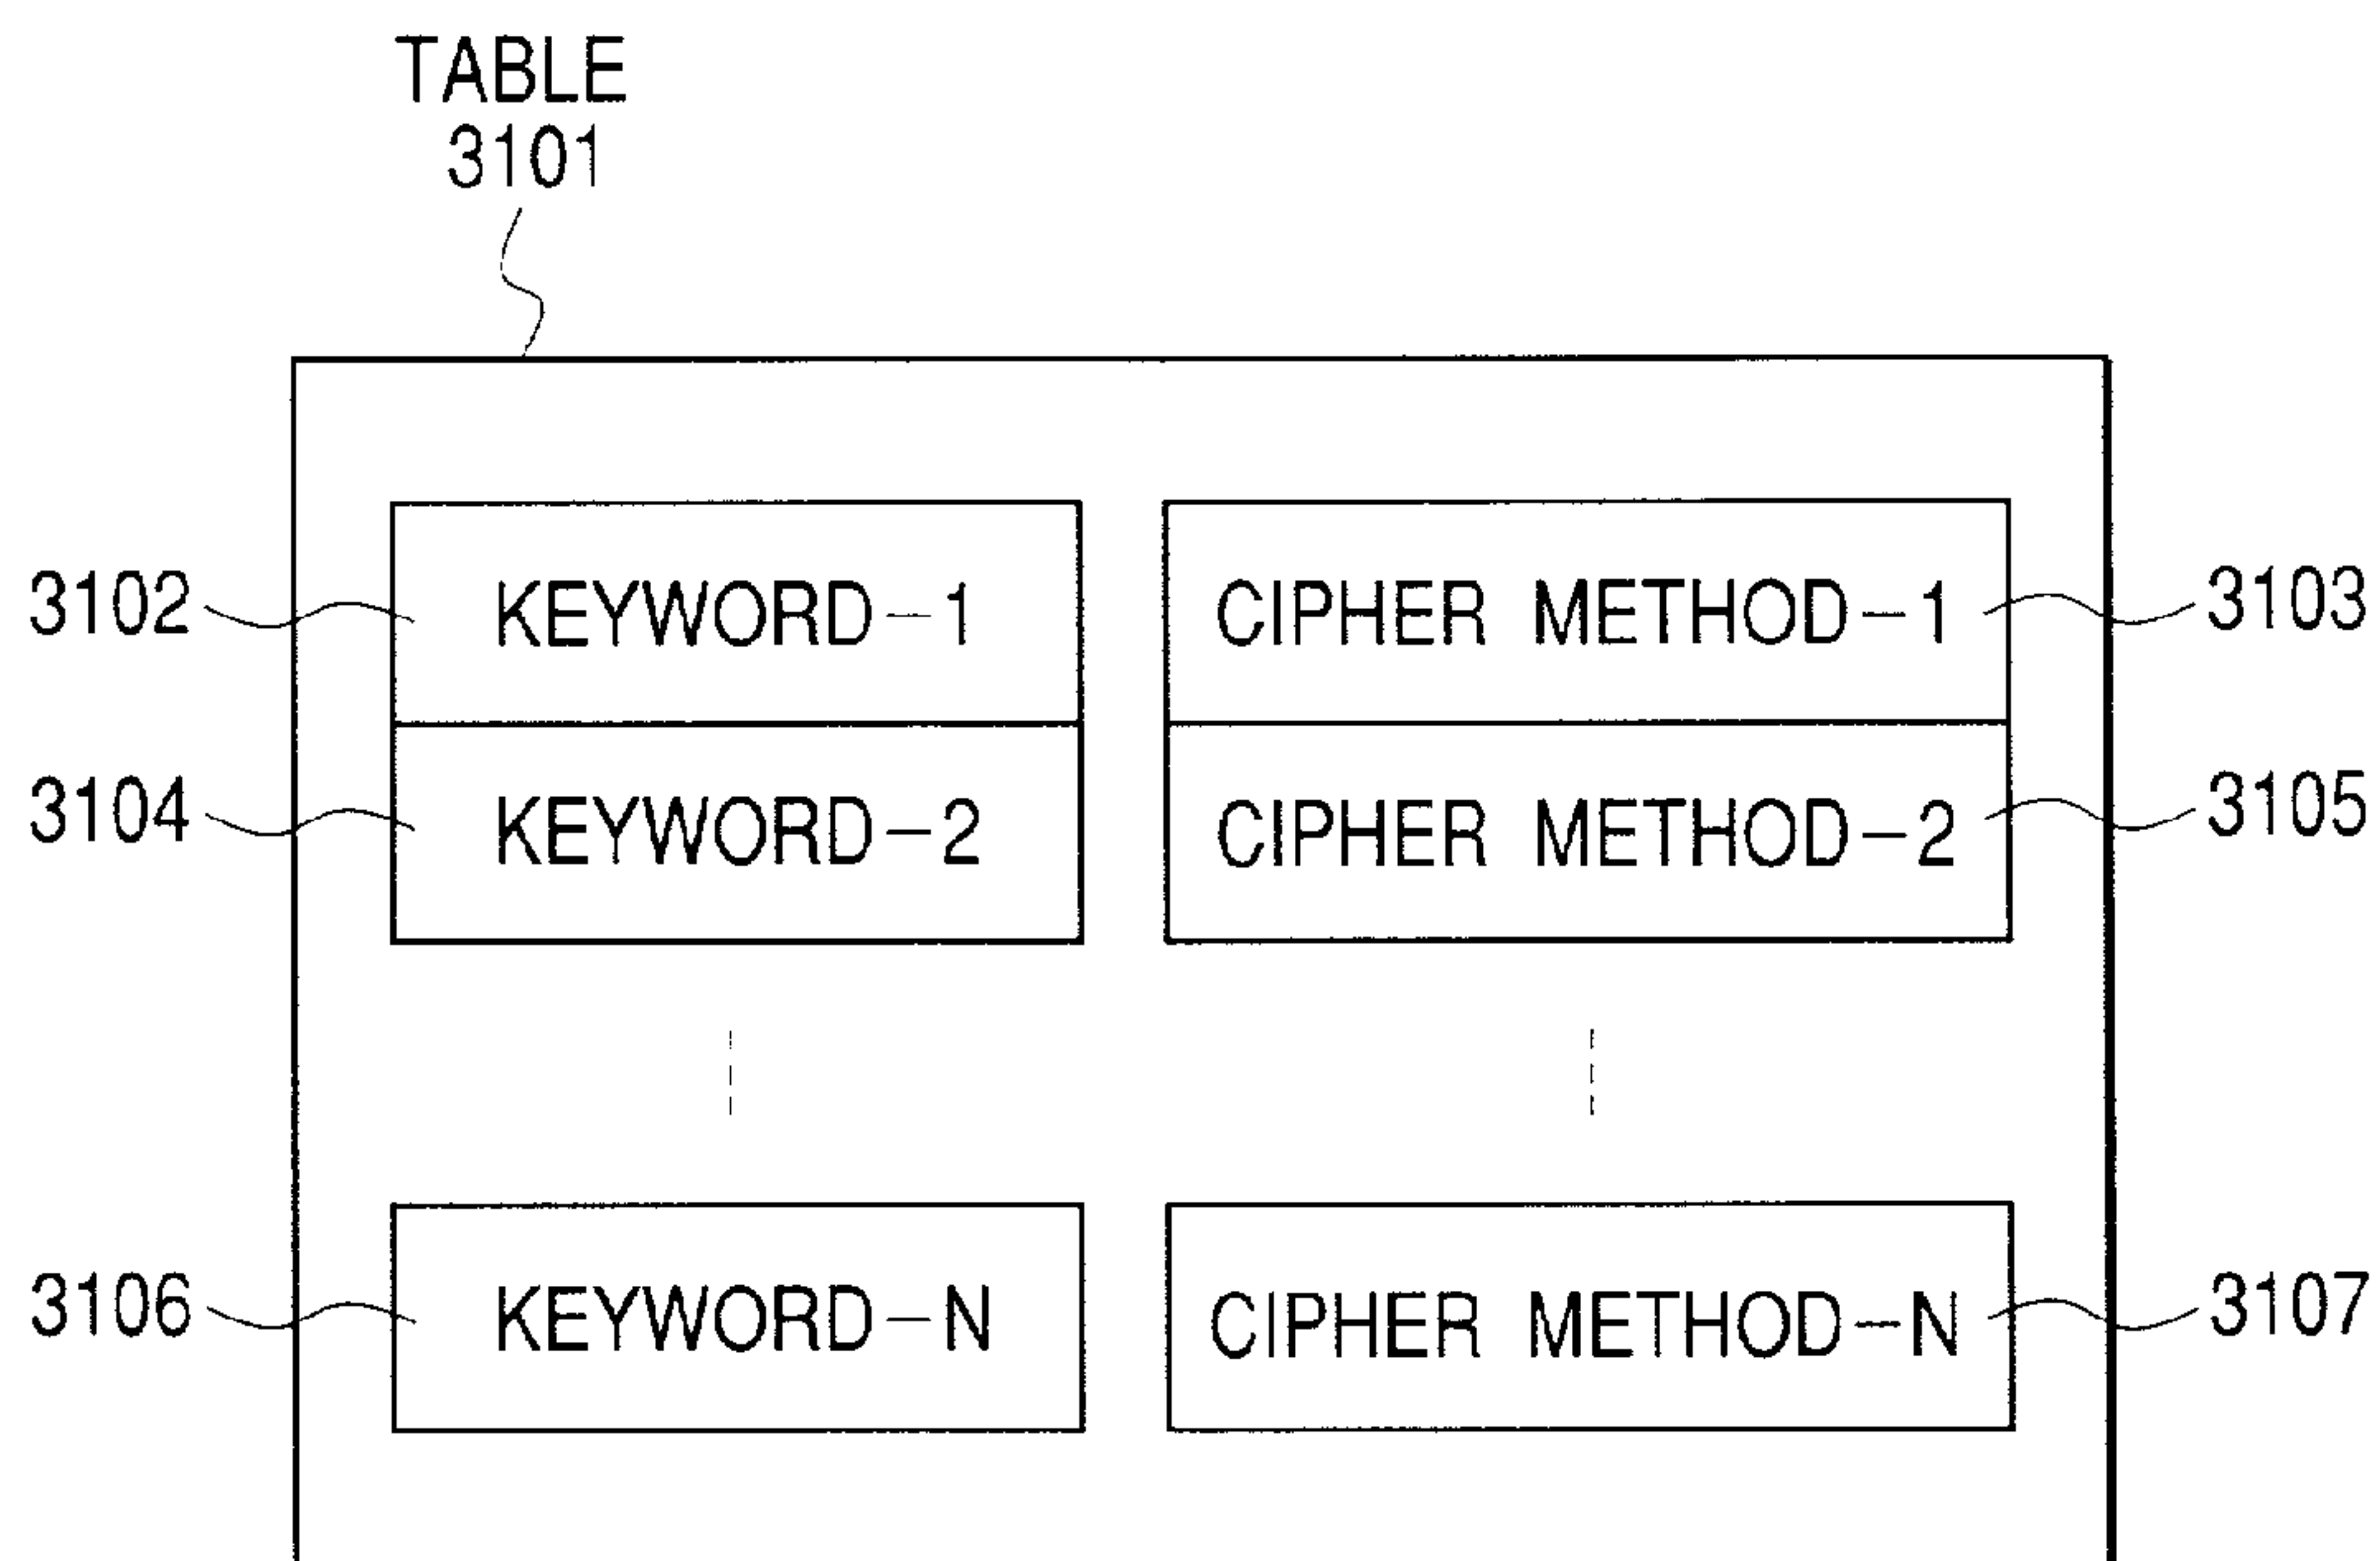 TABLE
3101
3102 KEYWORD-1 CIPHER METHOD-1 3103
3104 KEYWORD-2 CIPHER METHOD-2 3105
3106 KEYWORD-N CIPHER METHOD-N 3107